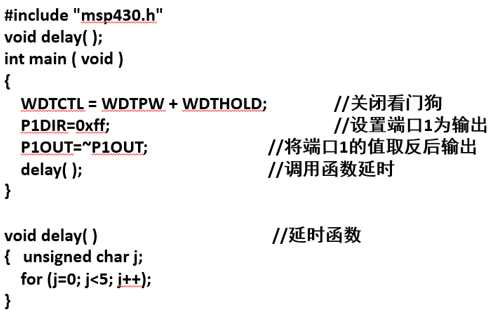 #include "msp430.h"
void delay( );
int main ( void )
{
WDTCTL = WDTPW + WDTHOLD; //关闭看门狗
P1DIR=0xff; //设置端口1为输出
P1OUT=~P1OUT; //将端口1的值取反后输出
delay( ); //调用函数延时
}
void delay( ) //延时函数
{ unsigned char j;
for (j=0; j<5; j++);
}